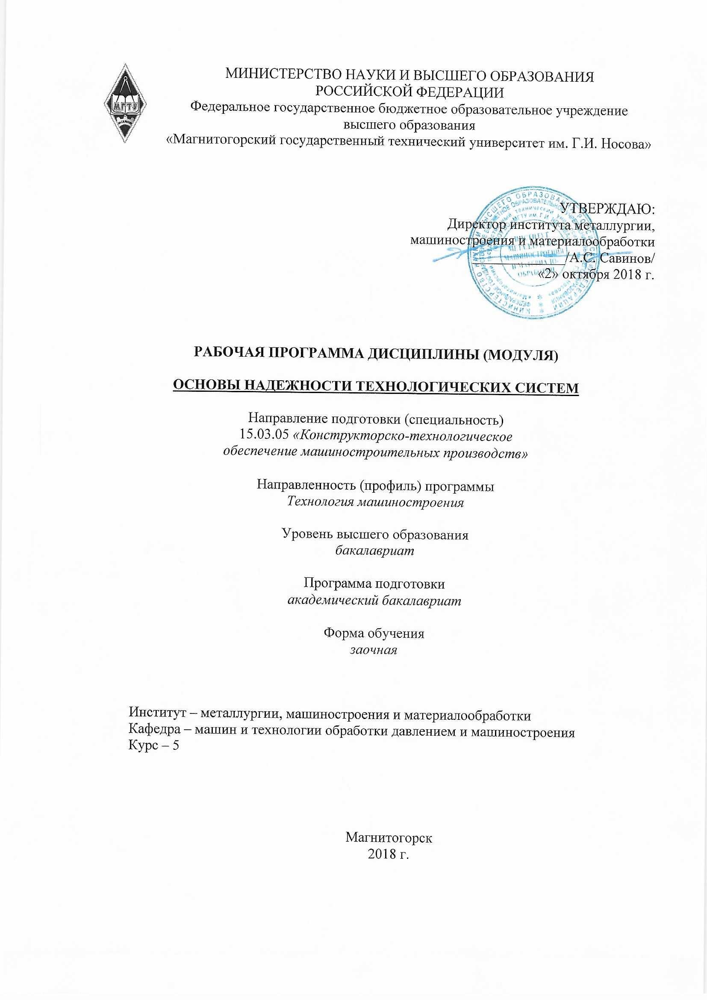 МИНИСТЕРСТВО НАУКИ И ВЫСШЕГО ОБРАЗОВАНИЯ
РОССИЙСКОЙ ФЕДЕРАЦИИ
Федеральное государственное бюджетное образовательное учреждение
высшего образования
«Магнитогорский государственный технический университет им. Г.И. Носова»
МГТУ
УТВЕРЖДАЮ:
Директор института металлургии,
машиностроения и материалообработки
/А.С. Савинов/
«2» октября 2018 г.
РАБОЧАЯ ПРОГРАММА ДИСЦИПЛИНЫ (МОДУЛЯ)
ОСНОВЫ НАДЕЖНОСТИ ТЕХНОЛОГИЧЕСКИХ СИСТЕМ
Направление подготовки (специальность)
15.03.05 «Конструкторско-технологическое
обеспечение машиностроительных производств»
Направленность (профиль) программы
Технология машиностроения
Уровень высшего образования
бакалавриат
Программа подготовки
академический бакалавриат
Форма обучения
заочная
Институт – металлургии, машиностроения и материалообработки
Кафедра – машин и технологии обработки давлением и машиностроения
Курс – 5
Магнитогорск
2018 г.